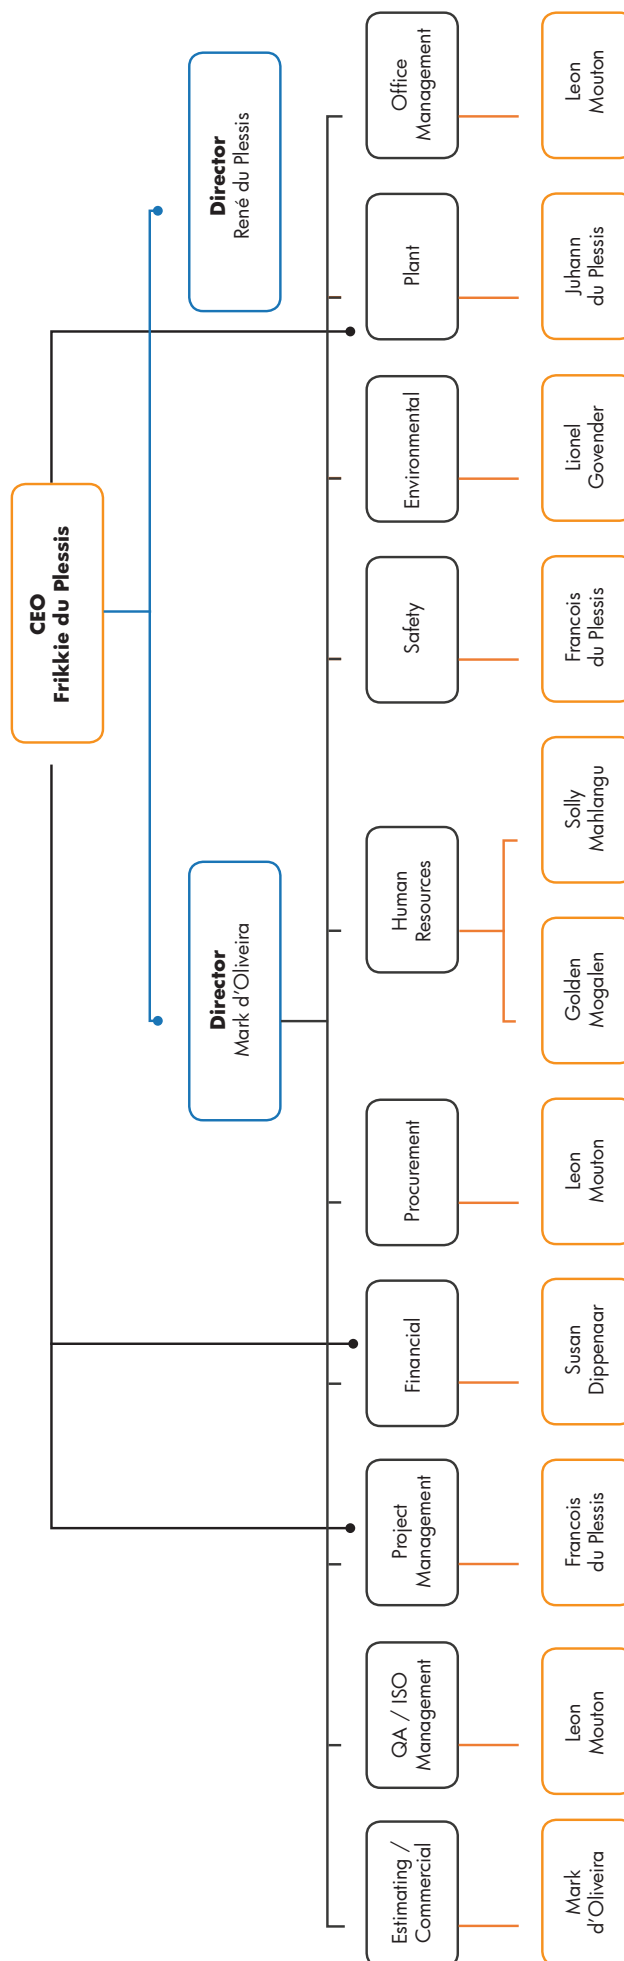 CEO
Frikkie du Plessis
Director
Mark d'Oliveira
Director
René du Plessis
Estimating /
Commercial
QA / ISO
Management
Project
Management
Financial
Procurement
Human
Resources
Safety
Environmental
Plant
Office
Management
Mark
d'Oliveira
Leon
Mouton
Francois
du Plessis
Susan
Dippenaar
Leon
Mouton
Golden
Mogalen
Solly
Mahlangu
Francois
du Plessis
Lionel
Govender
Juhann
du Plessis
Leon
Mouton